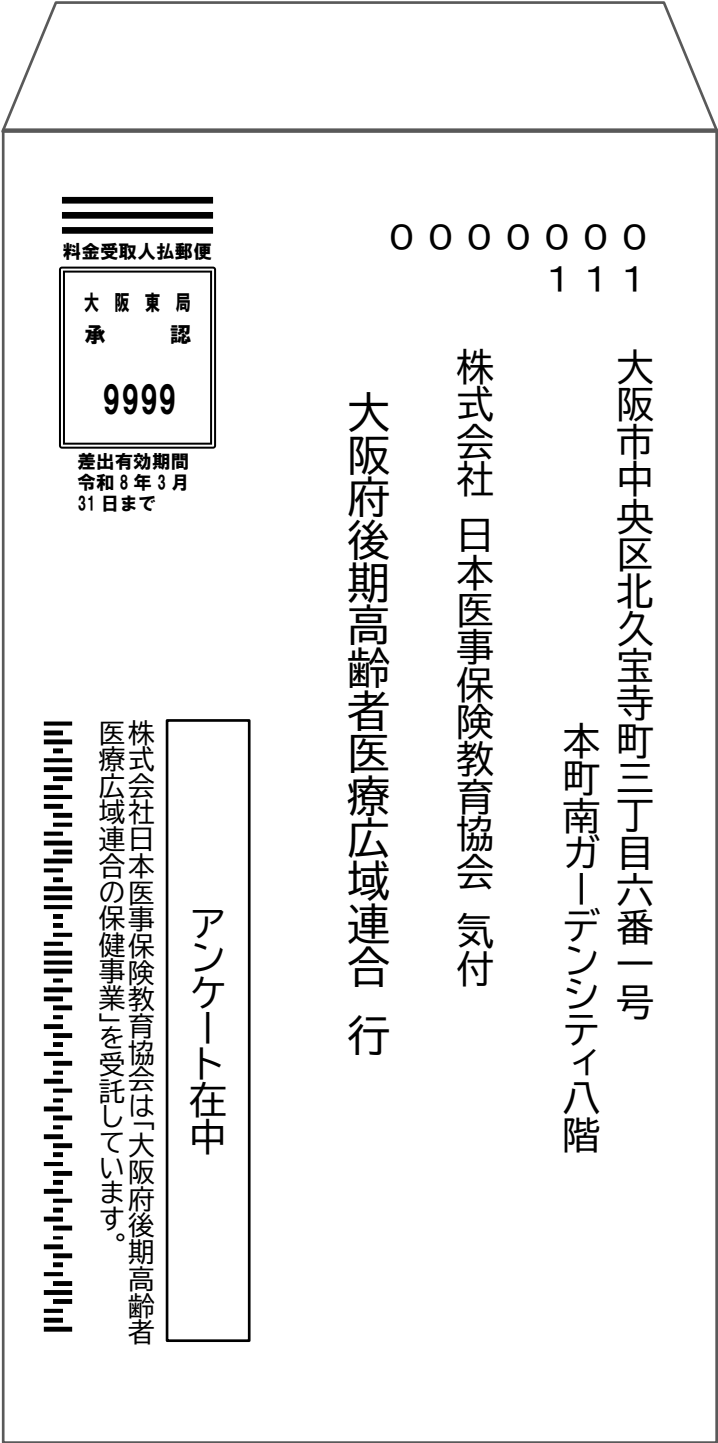 0000000
111
大阪市中央区北久宝寺町三丁目六番一号
本町南ガーデンシティ八階
株式会社 日本医事保険教育協会 気付
大阪府後期高齢者医療広域連合 行
料金受取人払郵便
大阪東局
承 認
9999
差出有効期間
令和8年3月
31日まで
アンケート在中
株式会社日本医事保険教育協会は「大阪府後期高齢者
医療広域連合の保健事業」を受託しています。